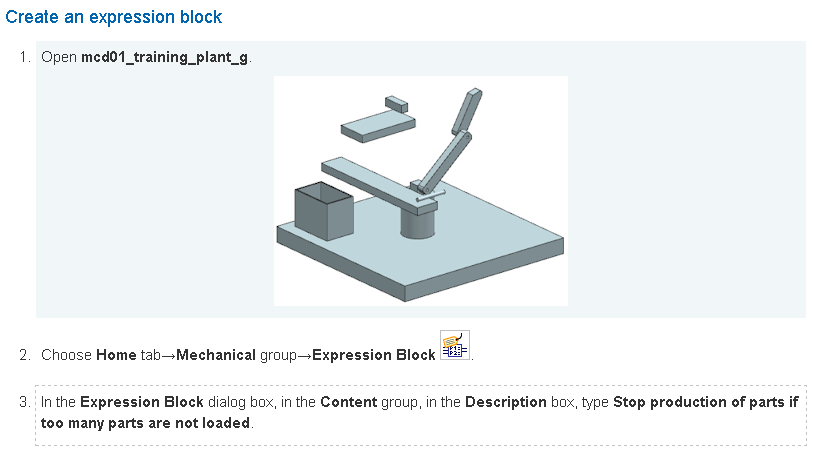 Create an expression block
1. Open mcd01_training_plant_g.
2. Choose Home tab→Mechanical group→Expression Block .
3. In the Expression Block dialog box, in the Content group, in the Description box, type Stop production of parts if
too many parts are not loaded.